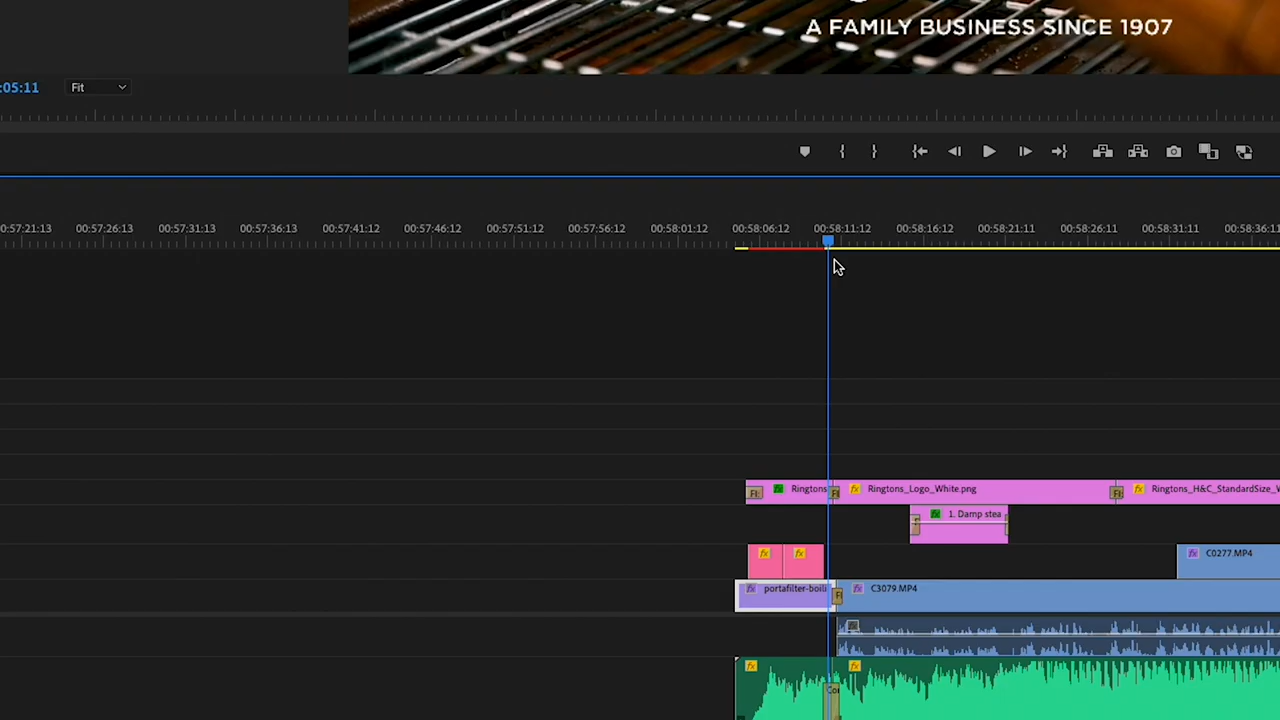 A FAMILY BUSINESS SINCE 1907
:05:11 Fit
0:57:21:13 00:57:26:13 00:57:31:13 00:57:36:13 00:57:41:12 00:57:46:12 00:57:51:12 00:57:56:12 00:58:01:12 00:58:06:12 00:58:11:12 00:58:16:12 00:58:21:11 00:58:26:11 00:58:31:11 00:58:36:11
Ringtons Ringtons_Logo_White.png Ringtons_H&C_StandardSize_W
1. Damp stea
C0277.MP4
portafilter-boili C3079.MP4